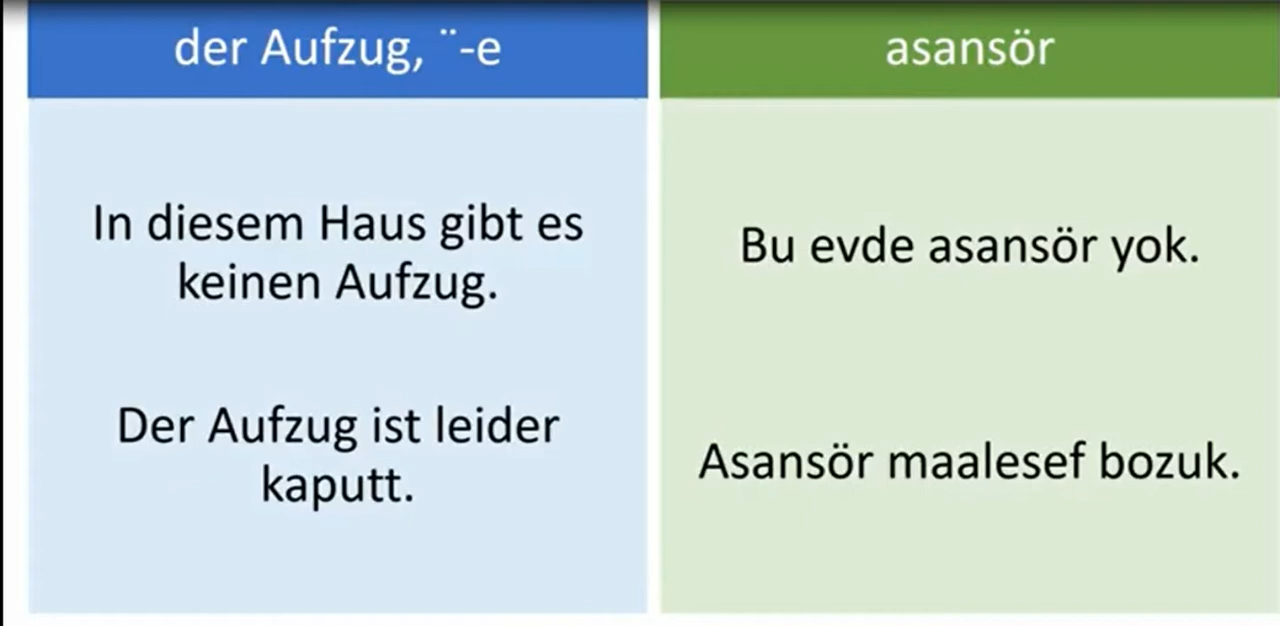 der Aufzug, ¨-e
asansör
In diesem Haus gibt es
keinen Aufzug.
Bu evde asansör yok.
Der Aufzug ist leider
kaputt.
Asansör maalesef bozuk.